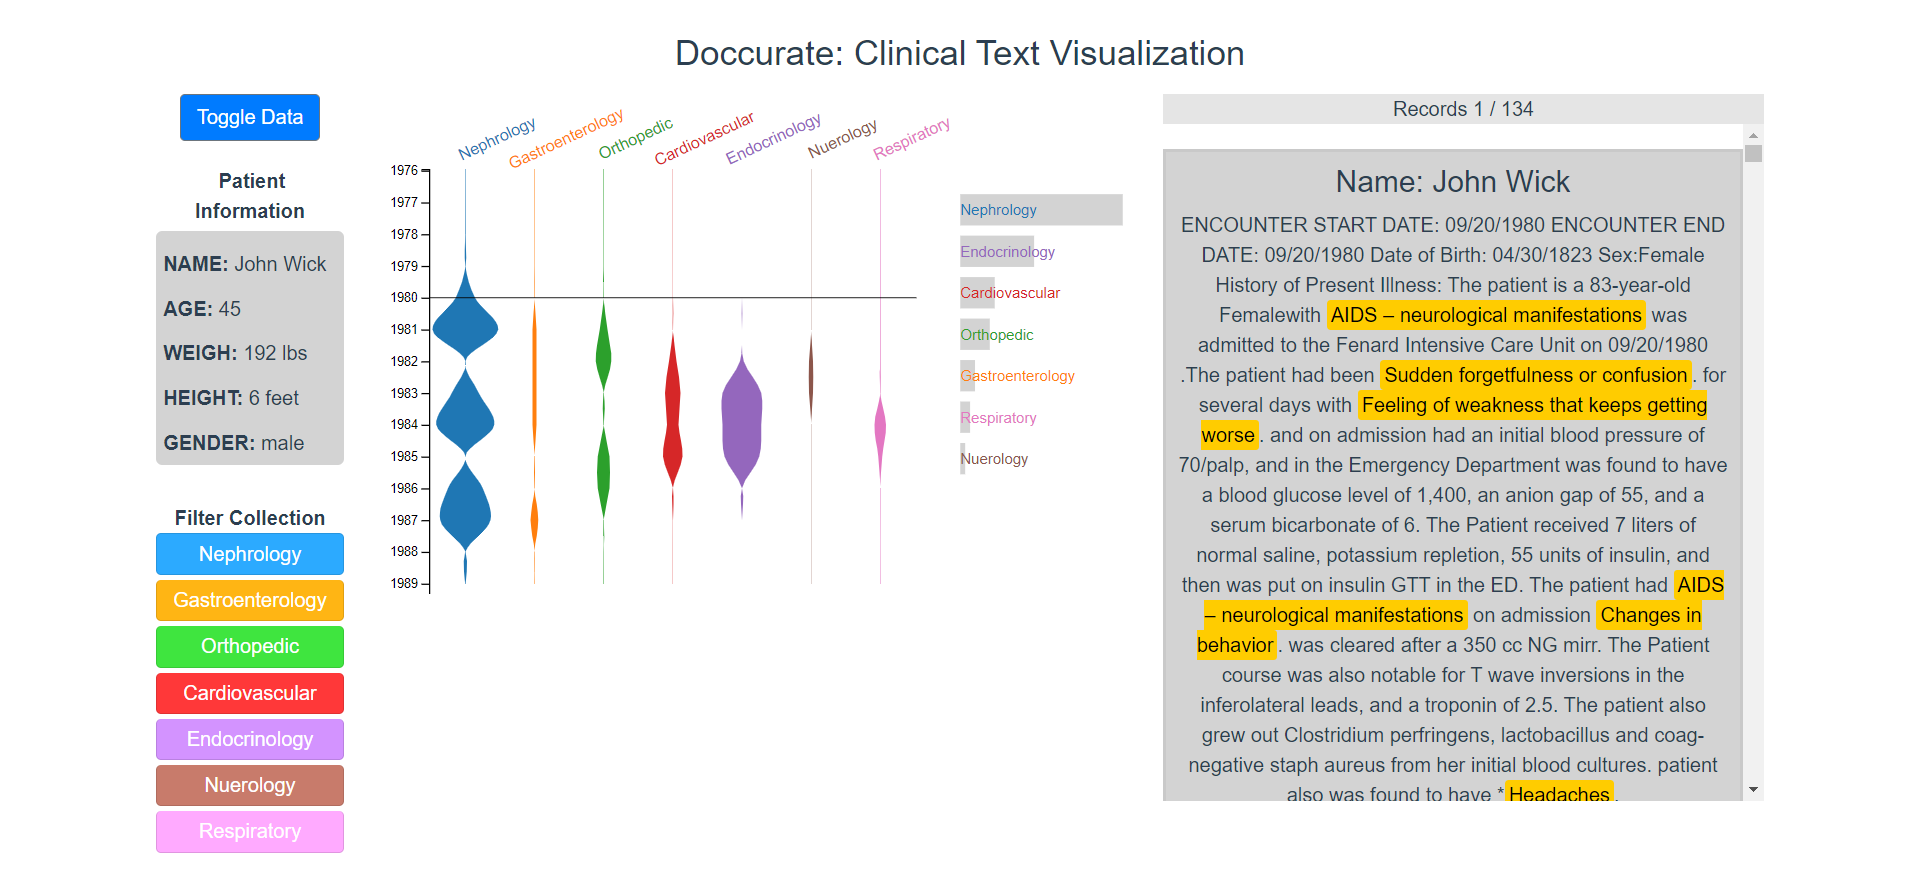 Doccurate: Clinical Text Visualization
Toggle Data
Patient
Information
NAME: John Wick
AGE: 45
WEIGH: 192 lbs
HEIGHT: 6 feet
GENDER: male
Filter Collection
Nephrology
Gastroenterology
Orthopedic
Cardiovascular
Endocrinology
Nuerology
Respiratory
Nephrology
Gastroenterology
Orthopedic
Cardiovascular
Endocrinology
Nuerology
Respiratory
1976
1977
1978
1979
1980
1981
1982
1983
1984
1985
1986
1987
1988
1989
Nephrology
Endocrinology
Cardiovascular
Orthopedic
Gastroenterology
Respiratory
Nuerology
Records 1 / 134
Name: John Wick
ENCOUNTER START DATE: 09/20/1980 ENCOUNTER END
DATE: 09/20/1980 Date of Birth: 04/30/1823 Sex:Female
History of Present Illness: The patient is a 83-year-old
Femalewith AIDS – neurological manifestations was
admitted to the Fenard Intensive Care Unit on 09/20/1980
.The patient had been Sudden forgetfulness or confusion . for
several days with Feeling of weakness that keeps getting
worse . and on admission had an initial blood pressure of
70/palp, and in the Emergency Department was found to have
a blood glucose level of 1,400, an anion gap of 55, and a
serum bicarbonate of 6. The Patient received 7 liters of
normal saline, potassium repletion, 55 units of insulin, and
then was put on insulin GTT in the ED. The patient had AIDS
– neurological manifestations on admission Changes in
behavior . was cleared after a 350 cc NG mirr. The Patient
course was also notable for T wave inversions in the
inferolateral leads, and a troponin of 2.5. The patient also
grew out Clostridium perfringens, lactobacillus and coag-
negative staph aureus from her initial blood cultures. patient
also was found to have * Headaches .